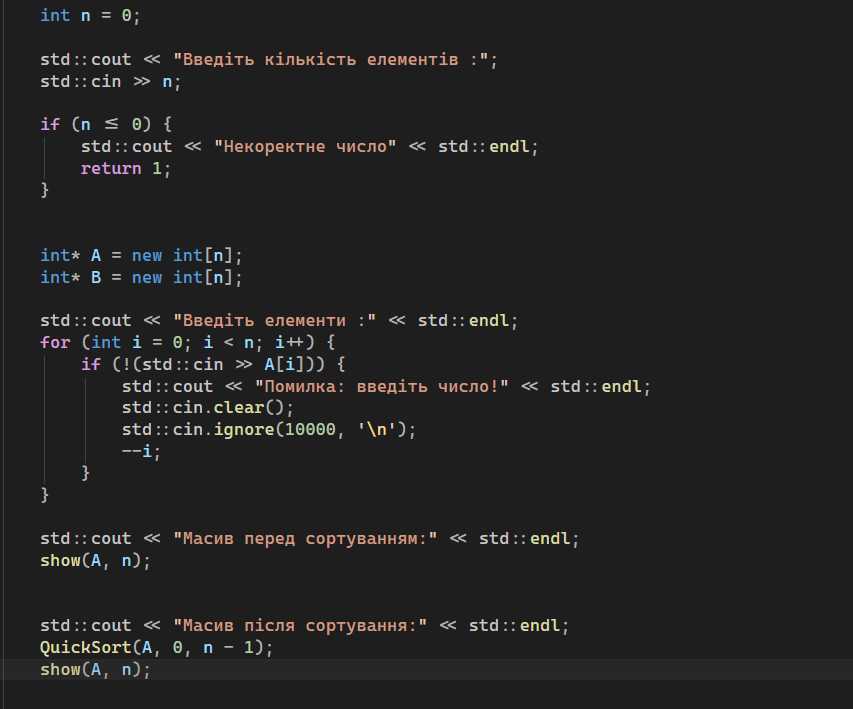 int n = 0;
std::cout << "Введіть кількість елементів :";
std::cin >> n;
if (n <= 0) {
std::cout << "Некоректне число" << std::endl;
return 1;
}
int* A = new int[n];
int* B = new int[n];
std::cout << "Введіть елементи :" << std::endl;
for (int i = 0; i < n; i++) {
if (!(std::cin >> A[i])) {
std::cout << "Помилка: введіть число!" << std::endl;
std::cin.clear();
std::cin.ignore(10000, '\n');
--i;
}
}
std::cout << "Масив перед сортуванням:" << std::endl;
show(A, n);
std::cout << "Масив після сортування:" << std::endl;
QuickSort(A, 0, n - 1);
show(A, n);